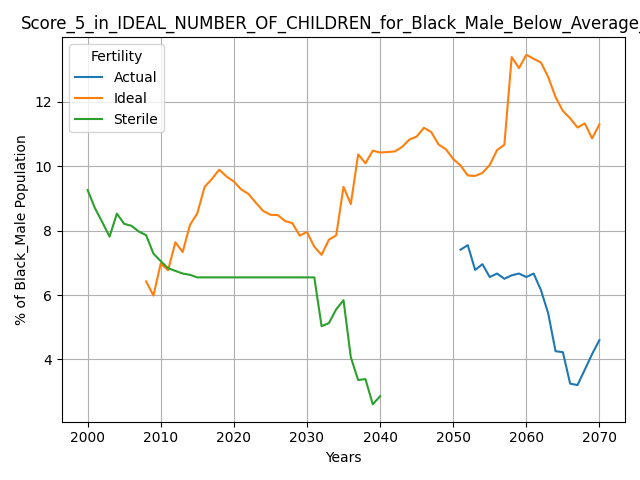 Score_5_in_IDEAL_NUMBER_OF_CHILDREN_for_Black_Male_Below_Average_
Fertility
Actual
Ideal
Sterile
% of Black_Male Population
12
10
8
6
4
2000 2010 2020 2030 2040 2050 2060 2070
Years